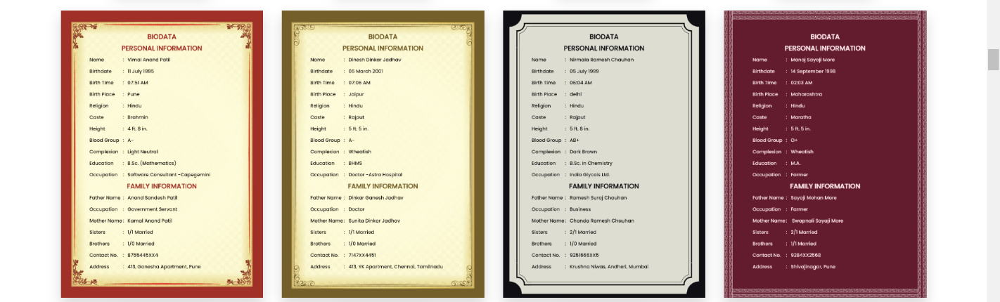 BIODATA
PERSONAL INFORMATION
Name : Vimal Anand Patil
Birthdate : 11 July 1995
Birth Time : 07:51 AM
Birth Place : Pune
Religion : Hindu
Caste : Brahmin
Height : 4 ft. 8 in.
Blood Group : A-
Complexion : Light Neutral
Education : B.Sc. (Mathematics)
Occupation : Software Consultant -Capegemini
FAMILY INFORMATION
Father Name : Anand Sandesh Patil
Occupation : Government Servant
Mother Name : Kamal Anand Patil
Sisters : 1/1 Married
Brothers : 1/0 Married
Contact No. : 8755445XX4
Address : 413, Ganesha Apartment, Pune
BIODATA
PERSONAL INFORMATION
Name : Dinesh Dinkar Jadhav
Birthdate : 05 March 2001
Birth Time : 07:06 AM
Birth Place : Jaipur
Religion : Hindu
Caste : Rajput
Height : 5 ft. 5 in.
Blood Group : A-
Complexion : Wheatish
Education : BHMS
Occupation : Doctor -Astra Hospital
FAMILY INFORMATION
Father Name : Dinkar Ganesh Jadhav
Occupation : Doctor
Mother Name : Sunita Dinkar Jadhav
Sisters : 1/1 Married
Brothers : 1/0 Married
Contact No. : 7147XX4451
Address : 413, YK Apartment, Chennai, Tamilnadu
BIODATA
PERSONAL INFORMATION
Name : Nirmala Ramesh Chauhan
Birthdate : 05 July 1999
Birth Time : 06:04 AM
Birth Place : delhi
Religion : Hindu
Caste : Rajput
Height : 5 ft. 8 in.
Blood Group : AB+
Complexion : Dark Brown
Education : B.Sc. in Chemistry
Occupation : India Glycols Ltd.
FAMILY INFORMATION
Father Name : Ramesh Suraj Chauhan
Occupation : Business
Mother Name : Chanda Ramesh Chauhan
Sisters : 2/1 Married
Brothers : 1/0 Married
Contact No. : 9251666XX5
Address : Krushna Niwas, Andheri, Mumbai
BIODATA
PERSONAL INFORMATION
Name : Manoj Sayaji More
Birthdate : 14 September 1998
Birth Time : 02:03 AM
Birth Place : Maharashtra
Religion : Hindu
Caste : Maratha
Height : 5 ft. 5 in.
Blood Group : O+
Complexion : Wheatish
Education : M.A.
Occupation : Farmer
FAMILY INFORMATION
Father Name : Sayaji Mohan More
Occupation : Farmer
Mother Name : Swapnali Sayaji More
Sisters : 2/1 Married
Brothers : 1/1 Married
Contact No. : 9284XX2568
Address : Shivajinagar, Pune